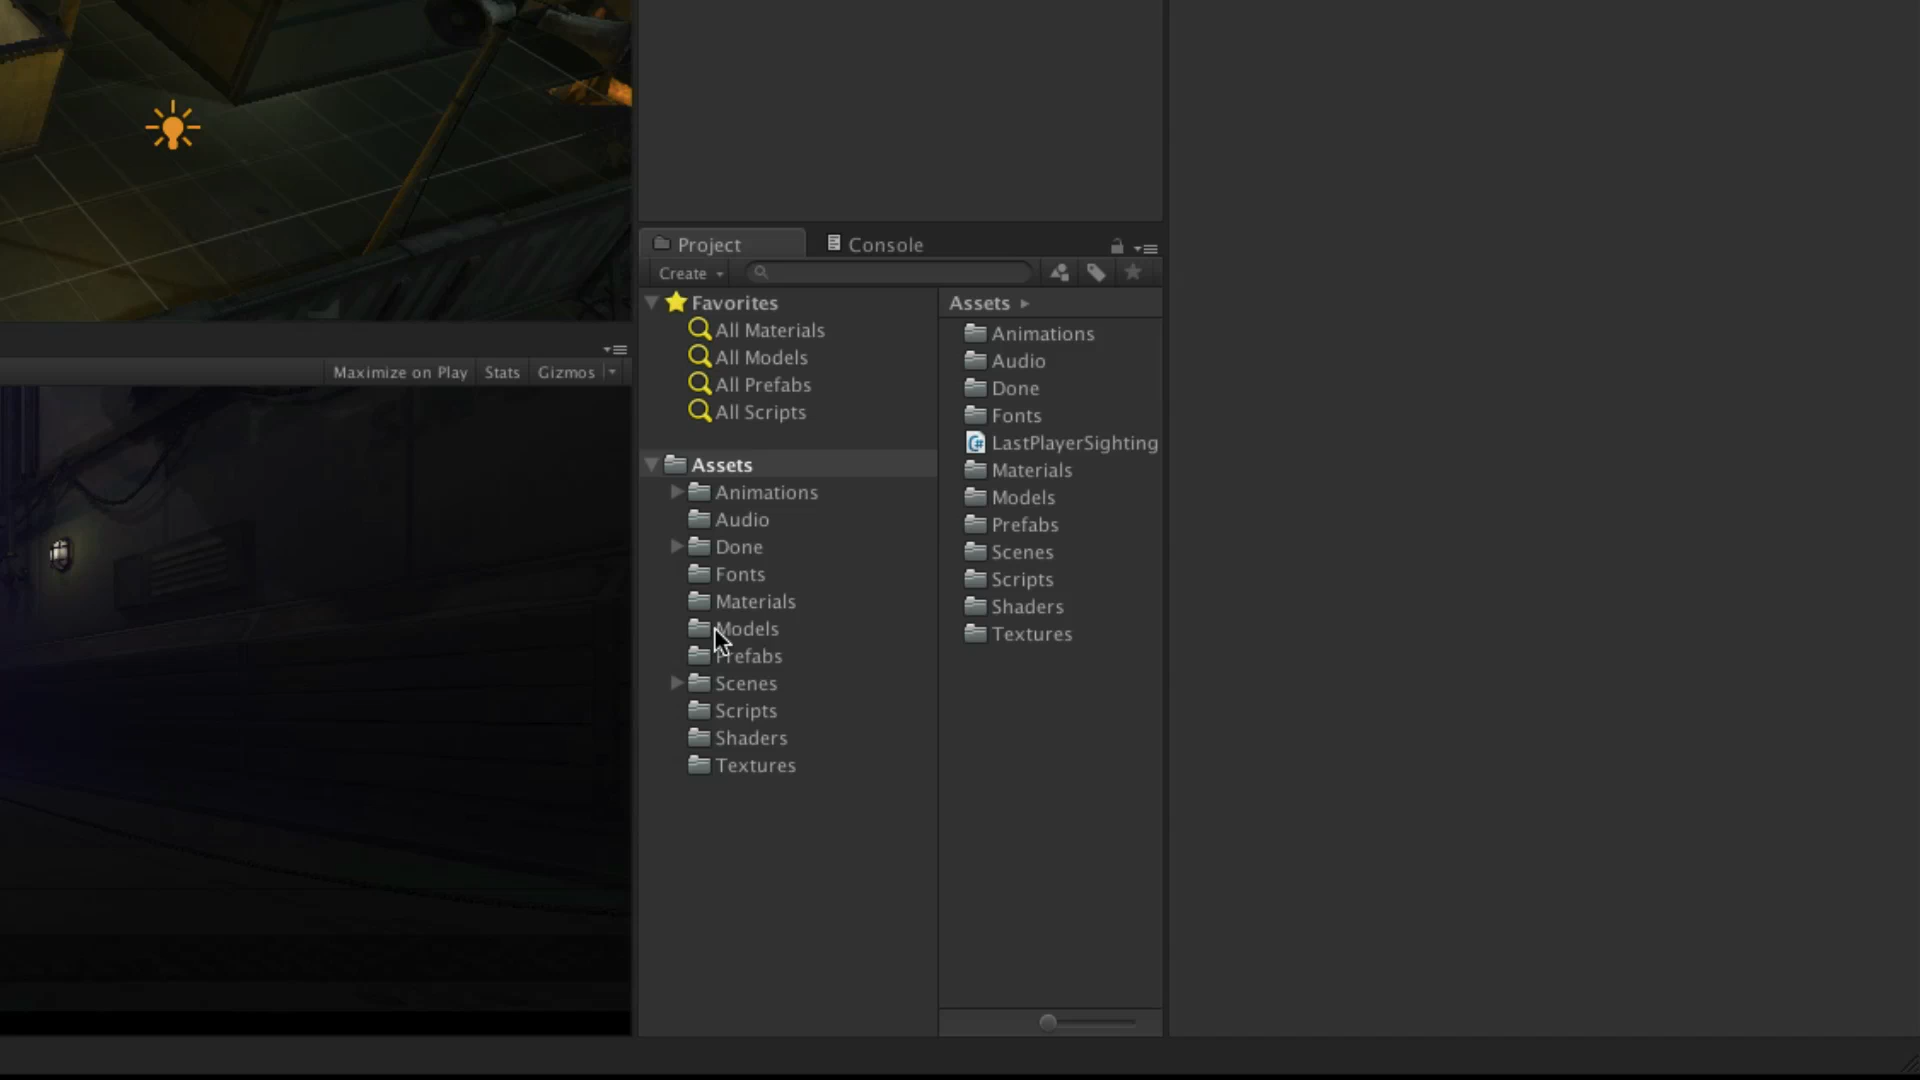 Project
Console
Create
Favorites
All Materials
All Models
All Prefabs
All Scripts
Assets
Animations
Audio
Done
Fonts
Materials
Models
Prefabs
Scenes
Scripts
Shaders
Textures
Assets
Animations
Audio
Done
Fonts
LastPlayerSighting
Materials
Models
Prefabs
Scenes
Scripts
Shaders
Textures
Maximize on Play Stats Gizmos